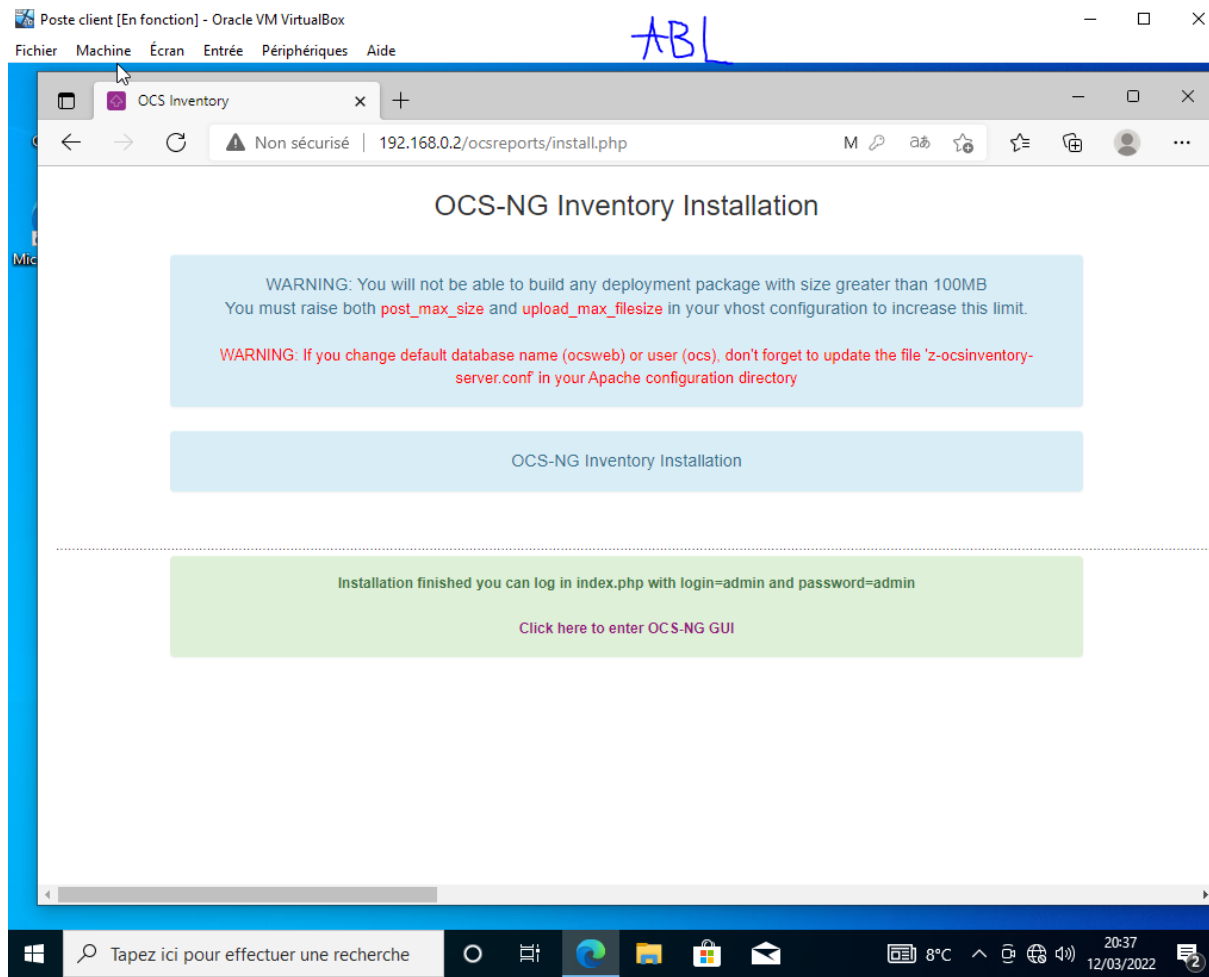 Poste client [En fonction] - Oracle VM VirtualBox
ABL
Fichier Machine Écran Entrée Périphériques Aide
OCS Inventory
Non sécurisé | 192.168.0.2/ocsreports/install.php
M aあ
OCS-NG Inventory Installation
WARNING: You will not be able to build any deployment package with size greater than 100MB
You must raise both post_max_size and upload_max_filesize in your vhost configuration to increase this limit.
WARNING: If you change default database name (ocsweb) or user (ocs), don't forget to update the file 'z-ocsinventory-
server.conf' in your Apache configuration directory
OCS-NG Inventory Installation
Installation finished you can log in index.php with login=admin and password=admin
Click here to enter OCS-NG GUI
Mic
Tapez ici pour effectuer une recherche
8°C
20:37
12/03/2022
2